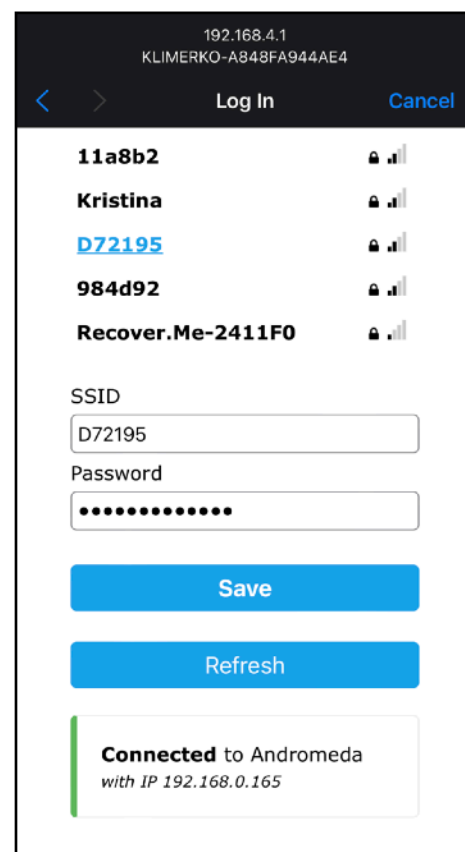 192.168.4.1
KLIMERKO-A848FA944AE4
Log In Cancel
11a8b2
Kristina
D72195
984d92
Recover.Me-2411F0
SSID
D72195
Password
•••••••••••••
Save
Refresh
Connected to Andromeda
with IP 192.168.0.165